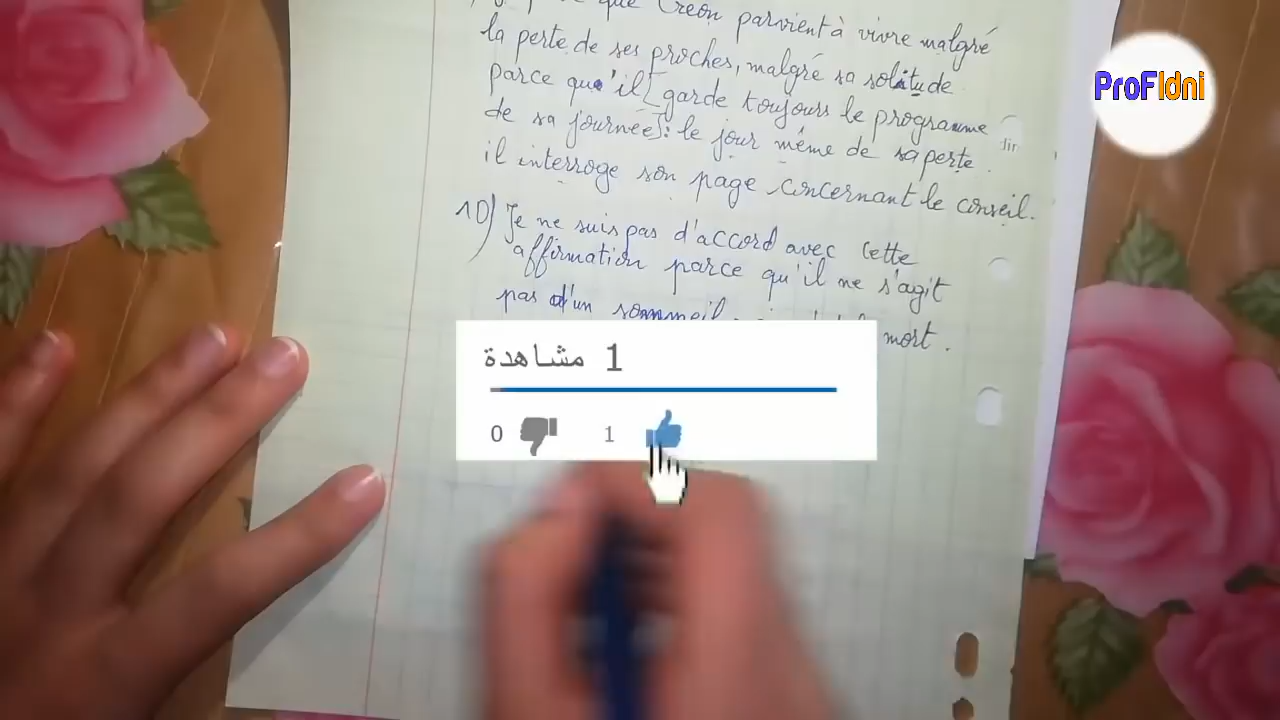 que Créon parvient à vivre malgré
la perte de ses proches, malgré sa solitude
parce qu'il [garde toujours le programme
de sa journée]: le jour même de sa perte
il interroge son page concernant le conseil.
10) Je ne suis pas d'accord avec cette
affirmation parce qu'il ne s'agit
pas d'un sommeil
mort.
1 مشاهدة
0 1
ProFIdni